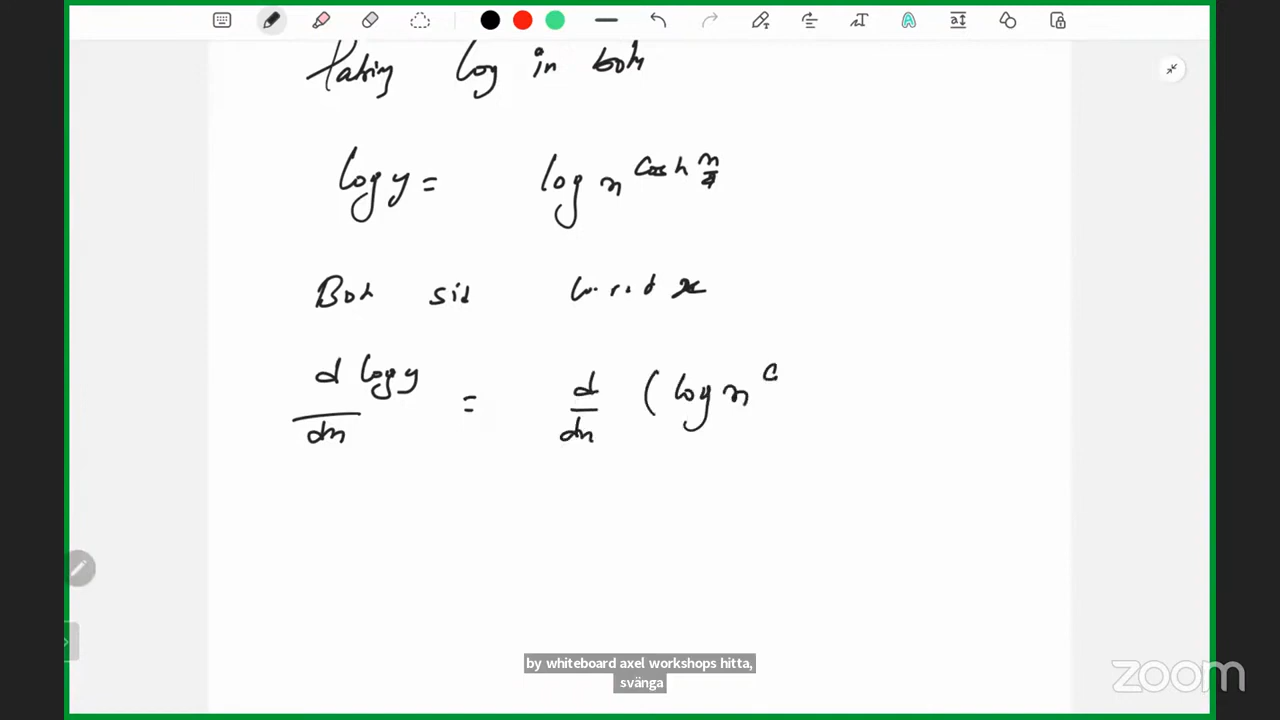 Taking log in both
log y = log x^cosh x/a
Both sid w.r.t x
d log y / dx = d/dx (log x^c
by whiteboard axel workshops hitta,
svänga
zoom